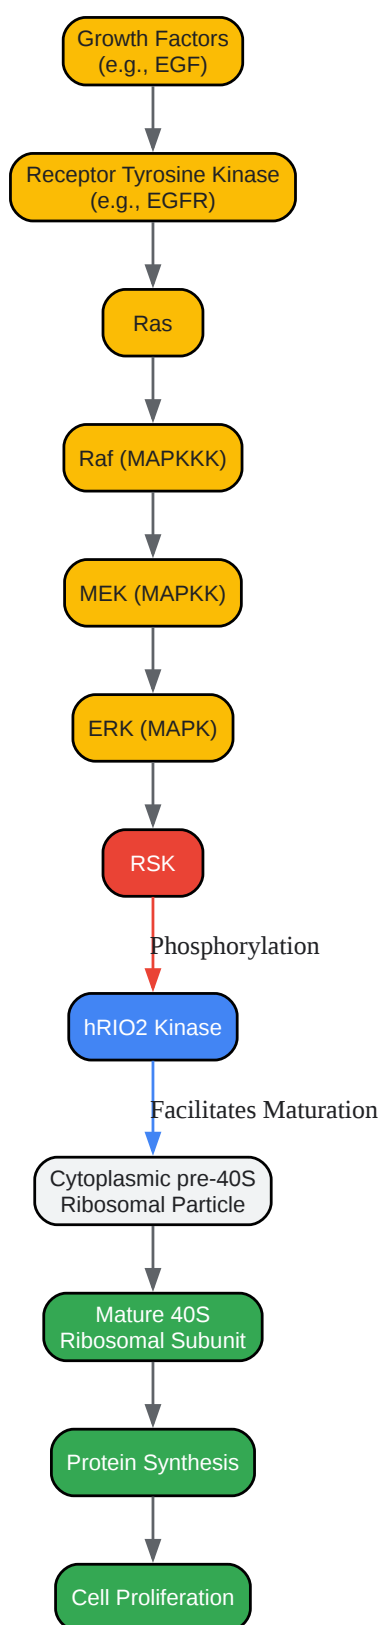 Growth Factors
(e.g., EGF)
Receptor Tyrosine Kinase
(e.g., EGFR)
Ras
Raf (MAPKKK)
MEK (MAPKK)
ERK (MAPK)
RSK
Phosphorylation
hRIO2 Kinase
Facilitates Maturation
Cytoplasmic pre-40S
Ribosomal Particle
Mature 40S
Ribosomal Subunit
Protein Synthesis
Cell Proliferation